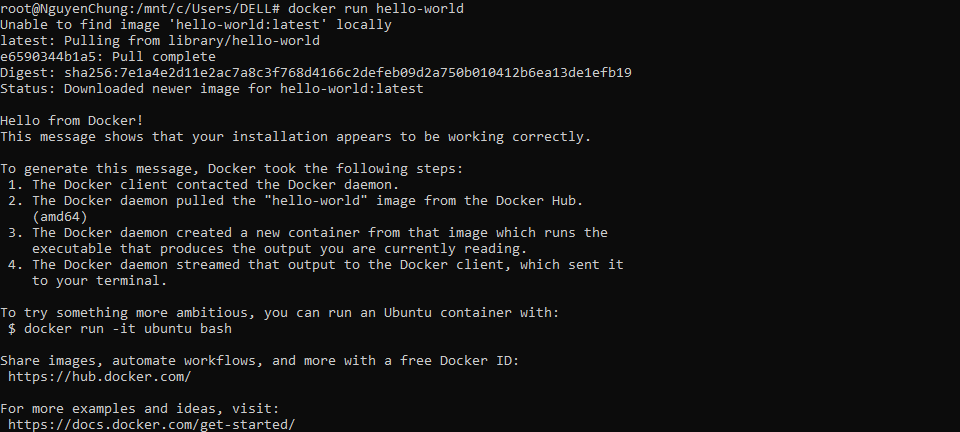 root@NguyenChung:/mnt/c/Users/DELL# docker run hello-world
Unable to find image 'hello-world:latest' locally
latest: Pulling from library/hello-world
e6590344b1a5: Pull complete
Digest: sha256:7e1a4e2d11e2ac7a8c3f768d4166c2defeb09d2a750b010412b6ea13de1efb19
Status: Downloaded newer image for hello-world:latest

Hello from Docker!
This message shows that your installation appears to be working correctly.

To generate this message, Docker took the following steps:
 1. The Docker client contacted the Docker daemon.
 2. The Docker daemon pulled the "hello-world" image from the Docker Hub.
    (amd64)
 3. The Docker daemon created a new container from that image which runs the
    executable that produces the output you are currently reading.
 4. The Docker daemon streamed that output to the Docker client, which sent it
    to your terminal.

To try something more ambitious, you can run an Ubuntu container with:
 $ docker run -it ubuntu bash

Share images, automate workflows, and more with a free Docker ID:
 https://hub.docker.com/

For more examples and ideas, visit:
 https://docs.docker.com/get-started/